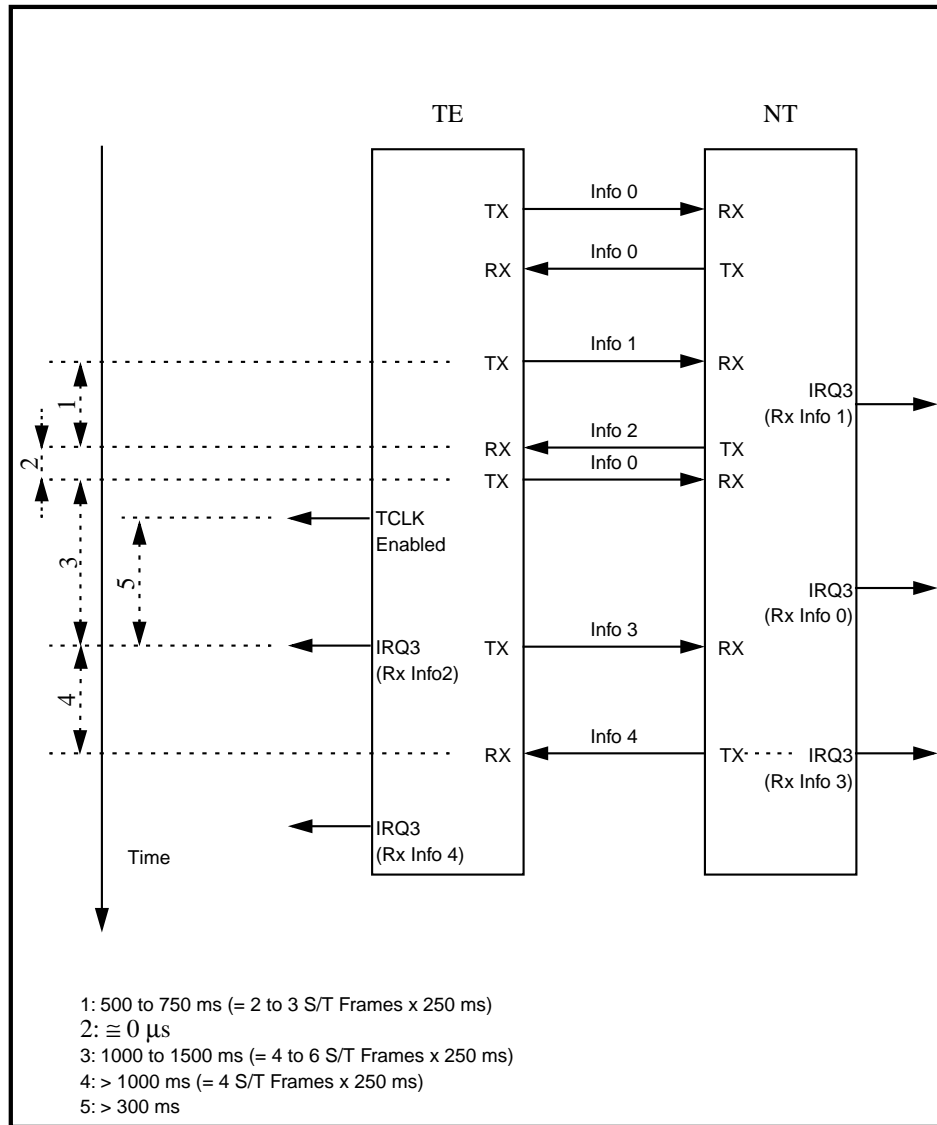 TE
NT
TX
Info 0
RX
RX
Info 0
TX
TX
Info 1
RX
1
IRQ3
(Rx Info 1)
RX
Info 2
TX
2
TX
Info 0
RX
TCLK
Enabled
3
5
IRQ3
(Rx Info 0)
IRQ3
(Rx Info2)
TX
Info 3
RX
4
RX
Info 4
TX
IRQ3
(Rx Info 3)
IRQ3
(Rx Info 4)
Time
1: 500 to 750 ms (= 2 to 3 S/T Frames x 250 ms)
2: ≅ 0 μs
3: 1000 to 1500 ms (= 4 to 6 S/T Frames x 250 ms)
4: > 1000 ms (= 4 S/T Frames x 250 ms)
5: > 300 ms